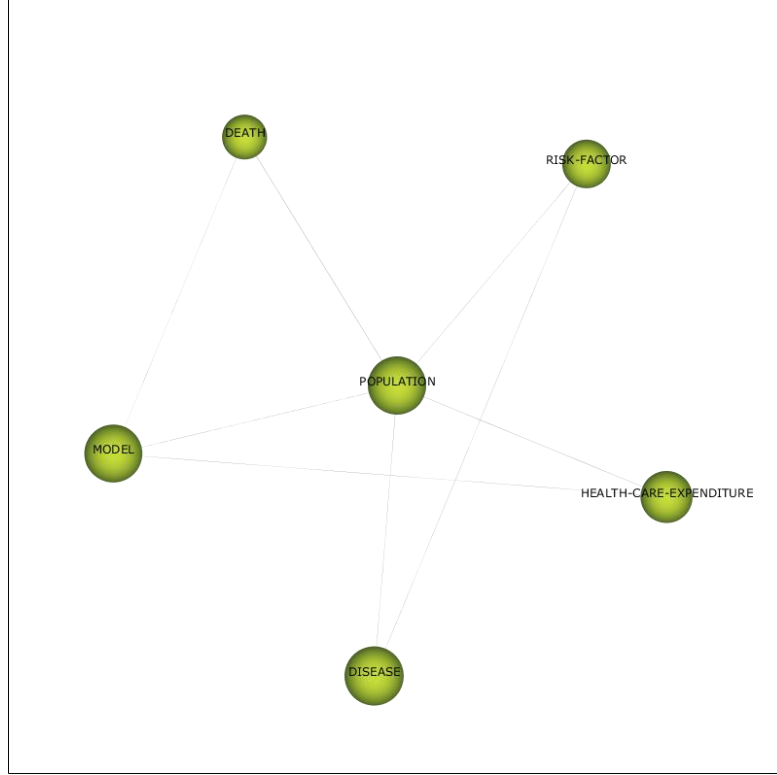 DEATH
RISK-FACTOR
POPULATION
MODEL
HEALTH-CARE-EXPENDITURE
DISEASE